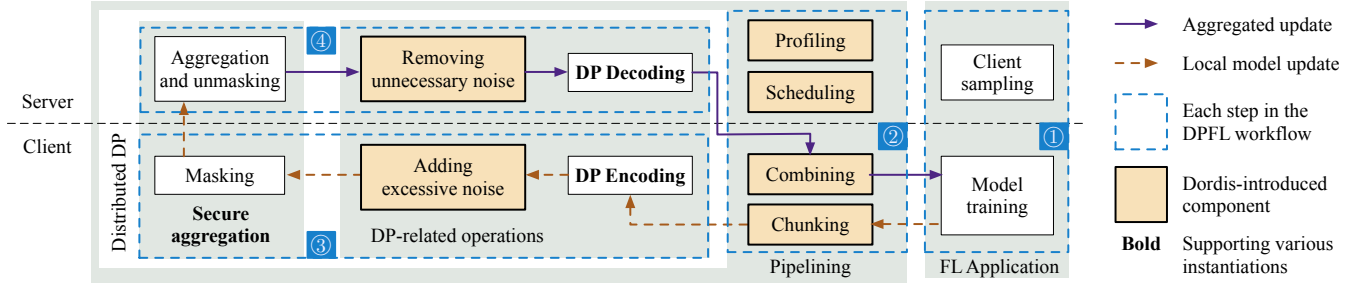 Server
Client
Distributed DP
Aggregation
and unmasking
④
Removing
unnecessary noise
DP Decoding
Masking
Secure
aggregation
③
Adding
excessive noise
DP Encoding
DP-related operations
Profiling
Scheduling
②
Combining
Chunking
Pipelining
Client
sampling
①
Model
training
FL Application
Aggregated update
Local model update
Each step in the
DPFL workflow
Dordis-introduced
component
Bold Supporting various
instantiations